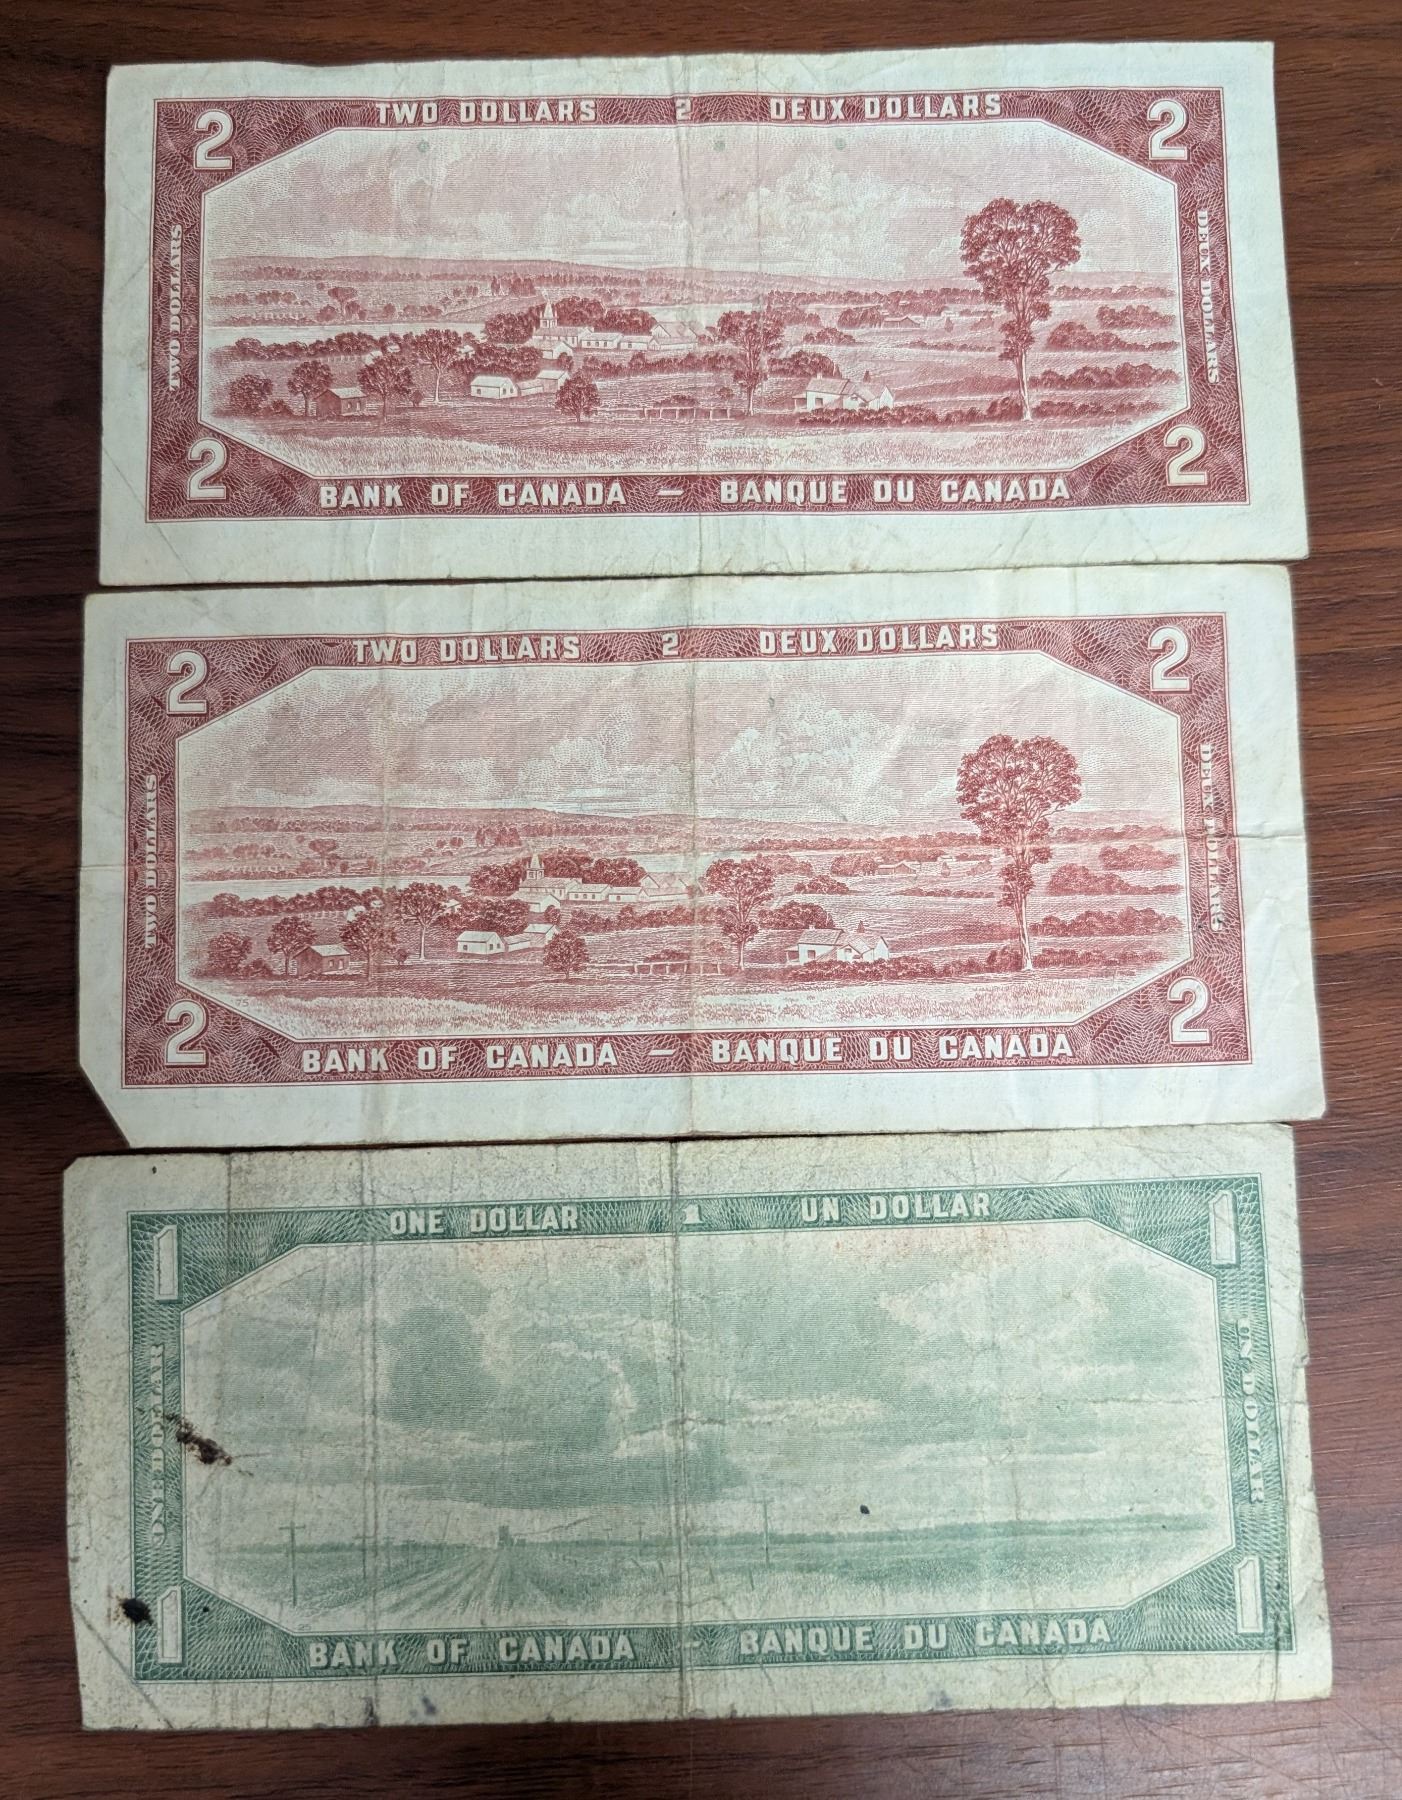 2 TWO DOLLARS 2 DEUX DOLLARS 2
TWO DOLLARS
DEUX DOLLARS
2 BANK OF CANADA — BANQUE DU CANADA 2
2 TWO DOLLARS 2 DEUX DOLLARS 2
TWO DOLLARS
DEUX DOLLARS
75
2 BANK OF CANADA — BANQUE DU CANADA 2
1 ONE DOLLAR 1 UN DOLLAR 1
ONE DOLLAR
UN DOLLAR
25
1 BANK OF CANADA — BANQUE DU CANADA 1